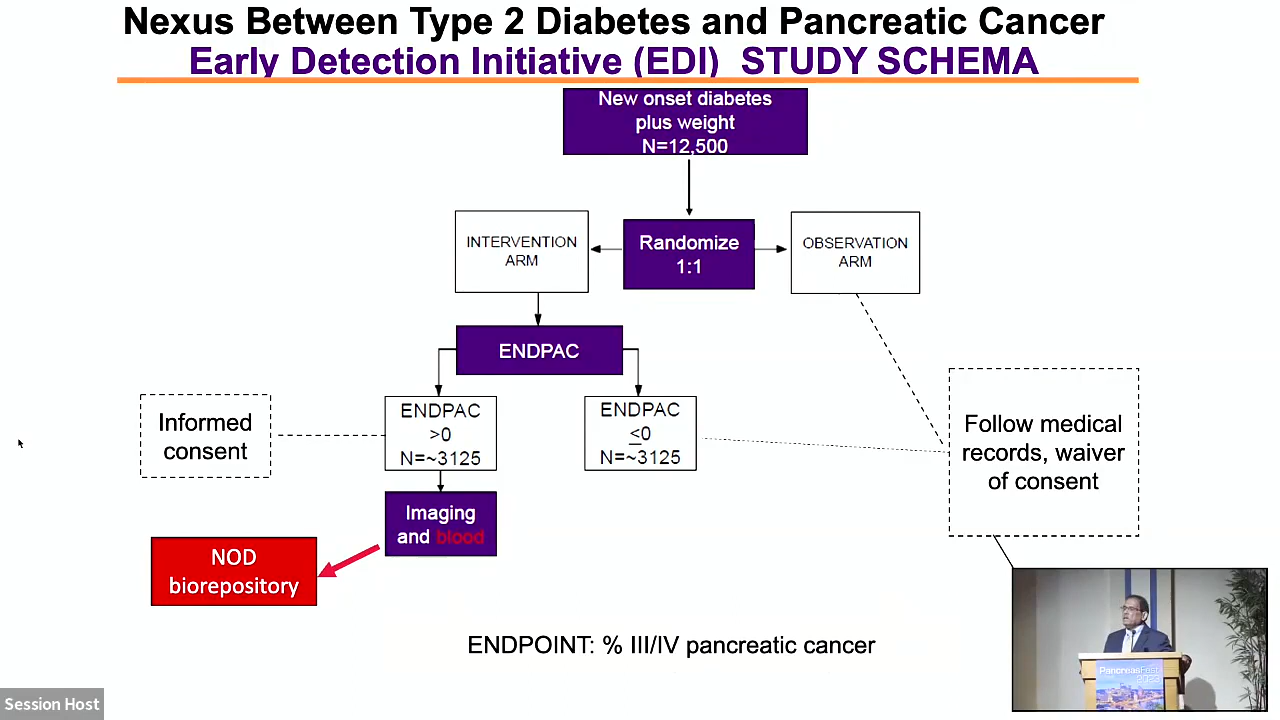 Nexus Between Type 2 Diabetes and Pancreatic Cancer
Early Detection Initiative (EDI) STUDY SCHEMA
New onset diabetes
plus weight
N=12,500
INTERVENTION
ARM
Randomize
1:1
OBSERVATION
ARM
ENDPAC
Informed
consent
ENDPAC
>0
N=~3125
ENDPAC
≤0
N=~3125
Follow medical
records, waiver
of consent
Imaging
and blood
NOD
biorepository
ENDPOINT: % III/IV pancreatic cancer
PancreasFest
2023
Session Host